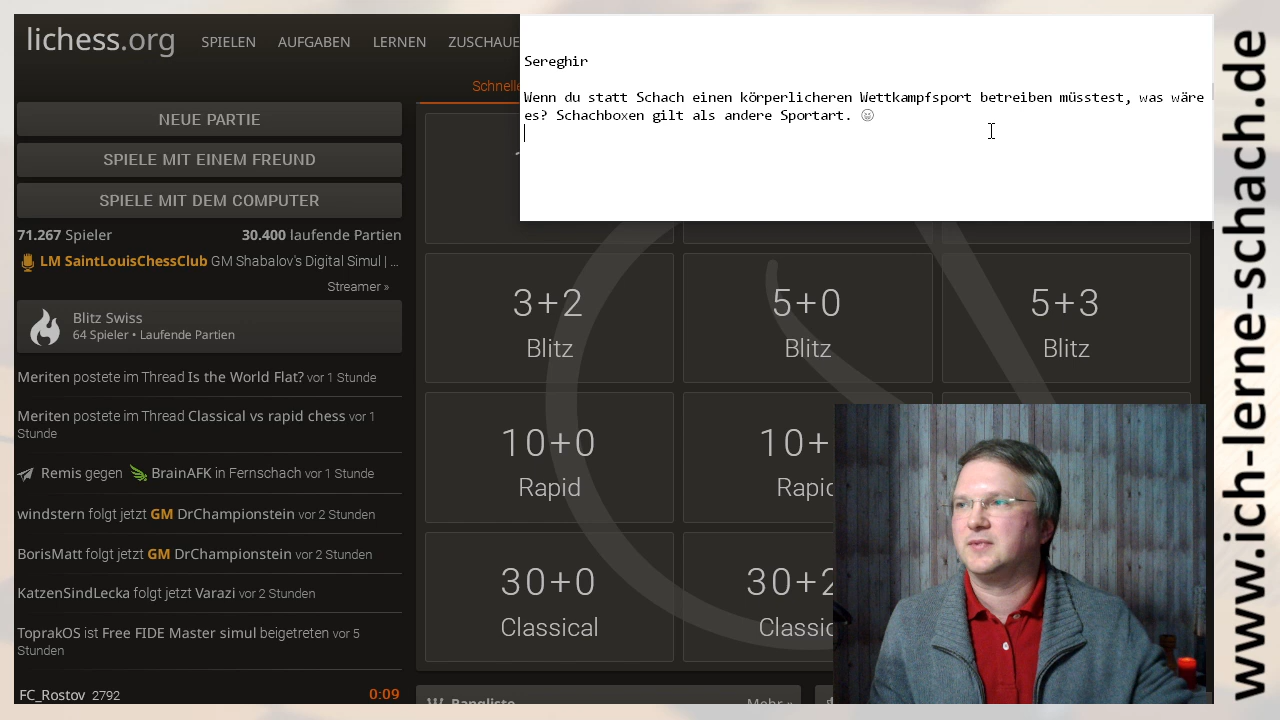 lichess.org
SPIELEN AUFGABEN LERNEN ZUSCHAUE
Schnelle
Sereghir
Wenn du statt Schach einen körperlicheren Wettkampfsport betreiben müsstest, was wäre
es? Schachboxen gilt als andere Sportart. 😀
NEUE PARTIE
SPIELE MIT EINEM FREUND
SPIELE MIT DEM COMPUTER
71.267 Spieler 30.400 laufende Partien
LM SaintLouisChessClub GM Shabalov's Digital Simul | ...
Streamer »
Blitz Swiss
64 Spieler • Laufende Partien
Meriten postete im Thread Is the World Flat? vor 1 Stunde
Meriten postete im Thread Classical vs rapid chess vor 1
Stunde
Remis gegen BrainAFK in Fernschach vor 1 Stunde
windstern folgt jetzt GM DrChampionstein vor 2 Stunden
BorisMatt folgt jetzt GM DrChampionstein vor 2 Stunden
KatzenSindLecka folgt jetzt Varazi vor 2 Stunden
ToprakOS ist Free FIDE Master simul beigetreten vor 5
Stunden
FC_Rostov 2792 0:09
3+2
Blitz
5+0
Blitz
5+3
Blitz
10+0
Rapid
10+
Rapid
30+0
Classical
30+2
Classic
Rangliste Mehr »
www.ich-lerne-schach.de